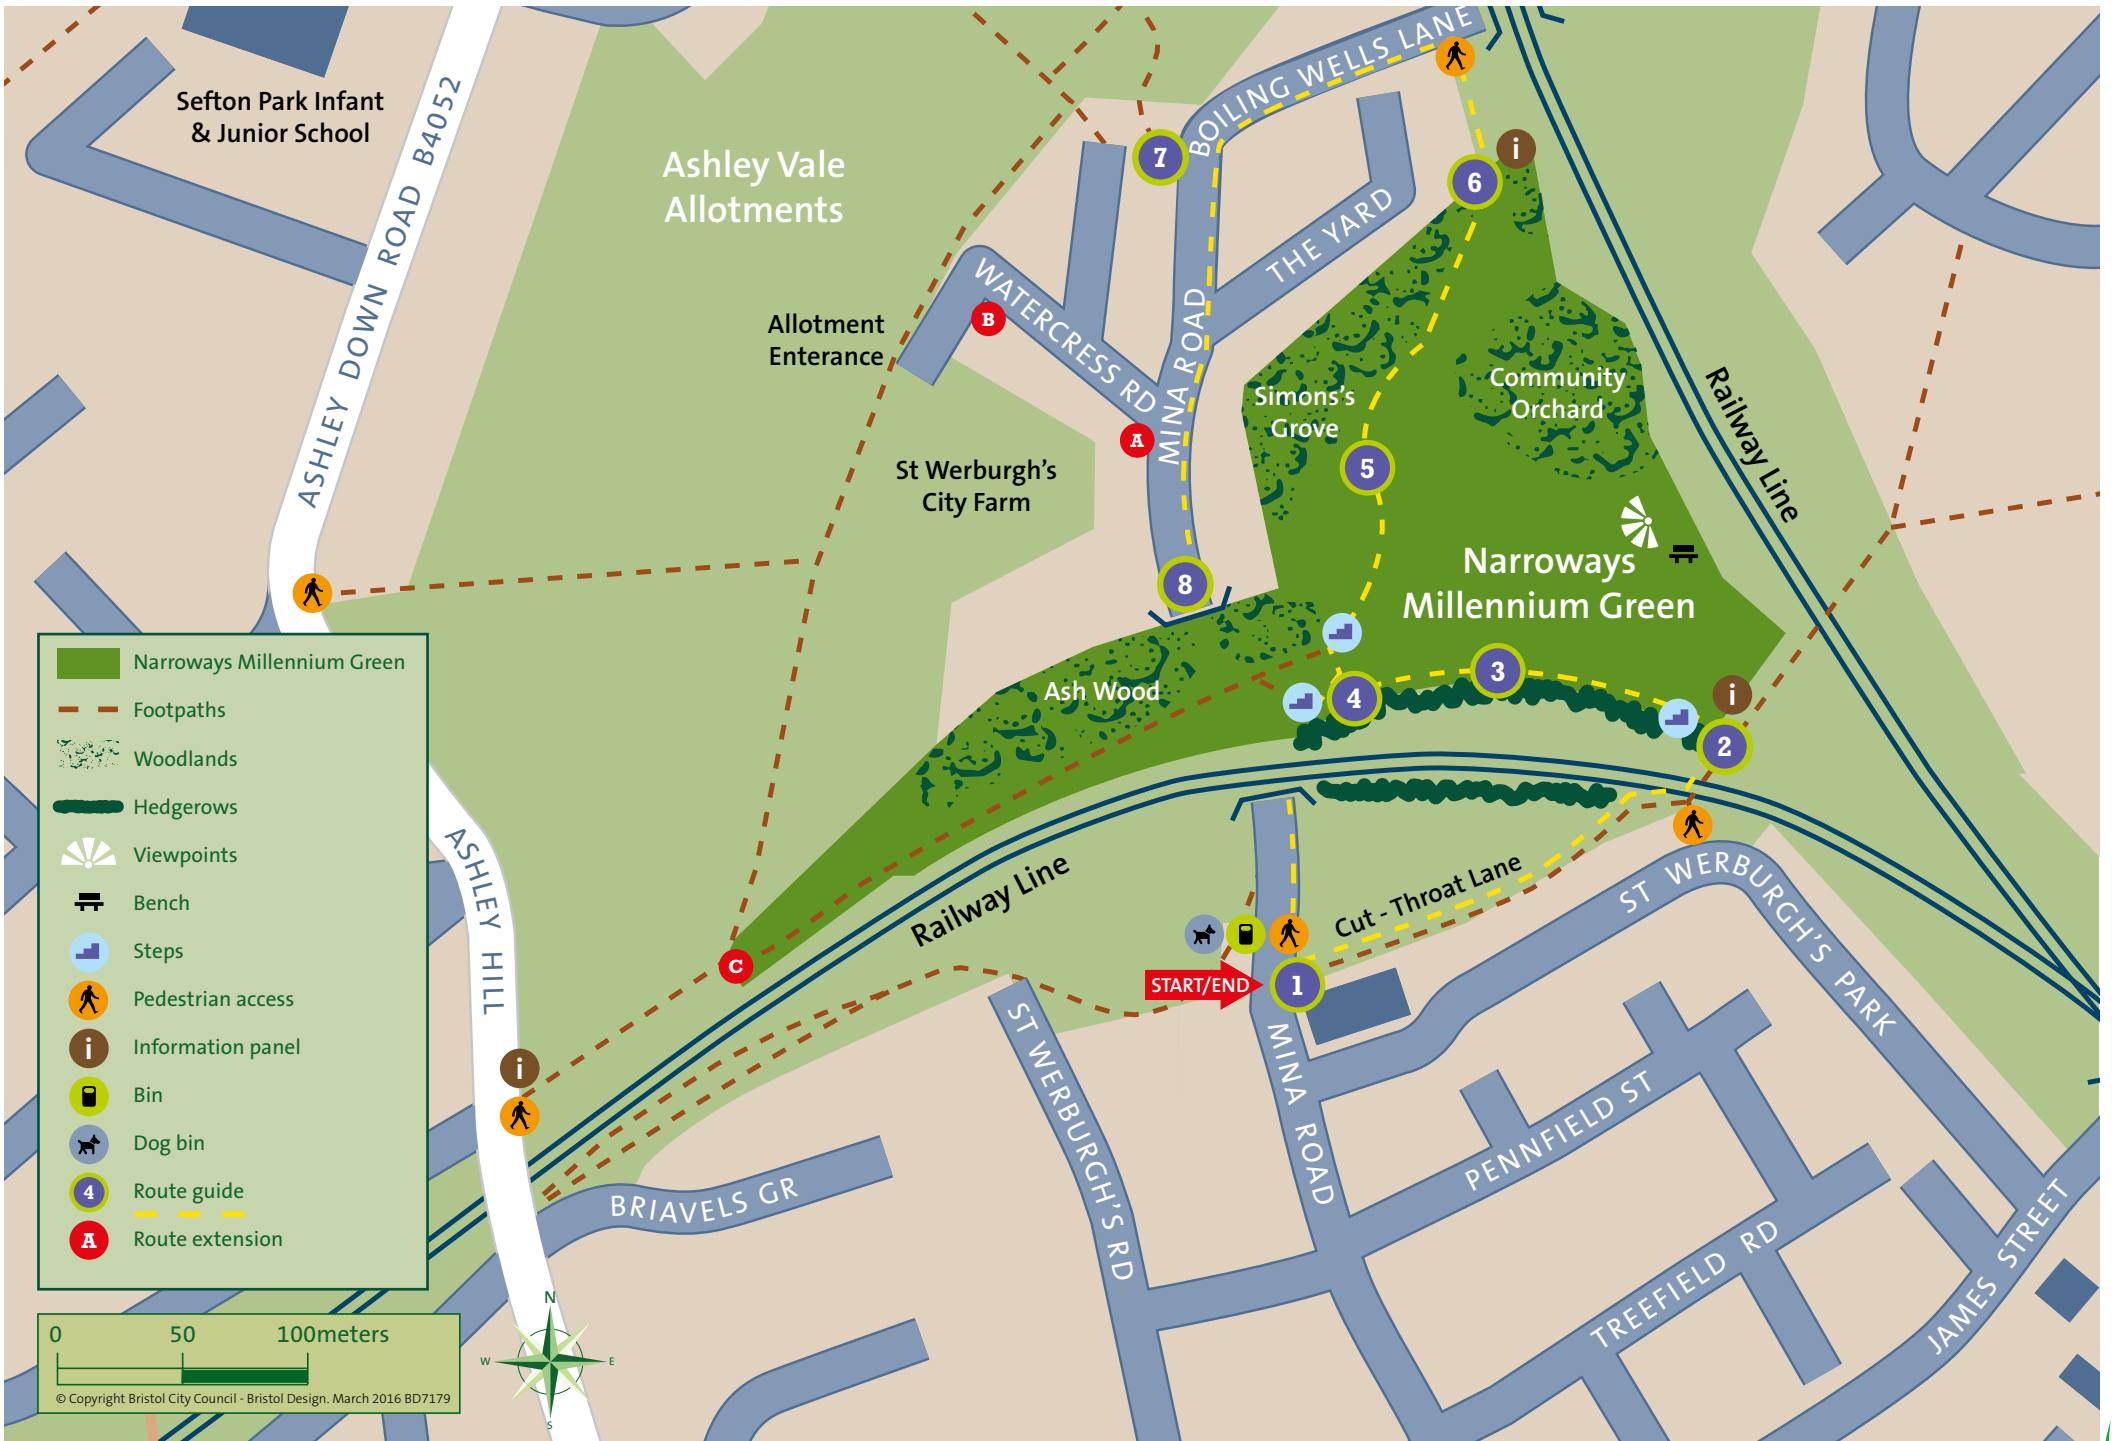 Sefton Park Infant
& Junior School
ASHLEY DOWN ROAD B4052
Ashley Vale
Allotments
BOILING WELLS LANE
7
i
6
THE YARD
WATERCRESS RD
B
Allotment
Enterance
MINA ROAD
A
Simons's
Grove
Community
Orchard
Railway Line
5
St Werburgh's
City Farm
Narroways
Millennium Green
8
Ash Wood
4
3
i
2
Railway Line
Cut - Throat Lane
ST WERBURGH'S PARK
C
START/END
1
ASHLEY HILL
i
ST WERBURGH'S RD
MINA ROAD
PENNFIELD ST
BRIAVELS GR
TREEFIELD RD
JAMES STREET
Narroways Millennium Green
Footpaths
Woodlands
Hedgerows
Viewpoints
Bench
Steps
Pedestrian access
i Information panel
Bin
Dog bin
4 Route guide
A Route extension
0 50 100meters
© Copyright Bristol City Council - Bristol Design. March 2016 BD7179
N
W E
S